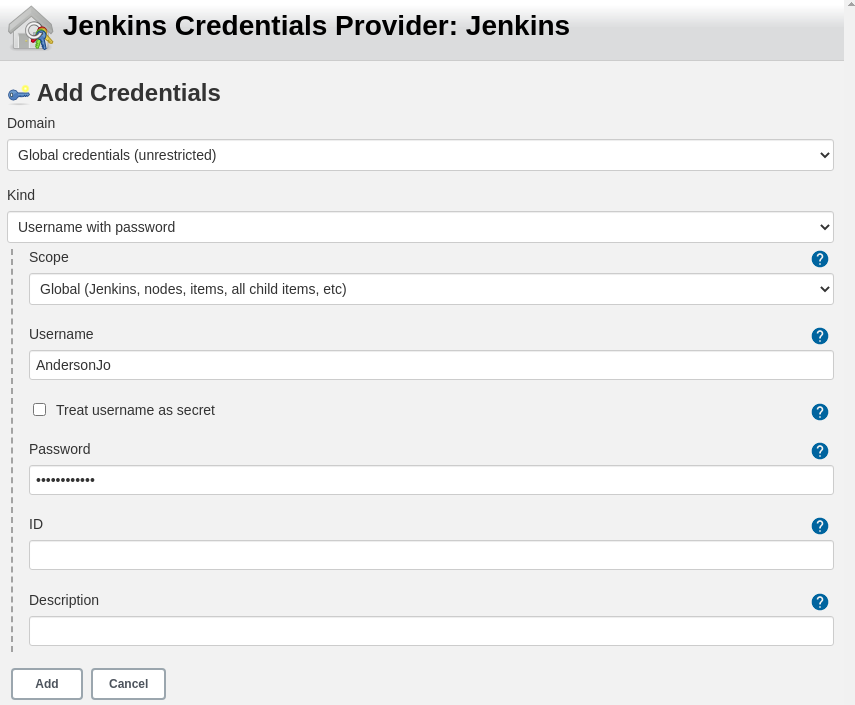 Jenkins Credentials Provider: Jenkins
Add Credentials
Domain
Global credentials (unrestricted)
Kind
Username with password
Scope
Global (Jenkins, nodes, items, all child items, etc)
Username
AndersonJo
Treat username as secret
Password
••••••••••••
ID
Description
Add Cancel